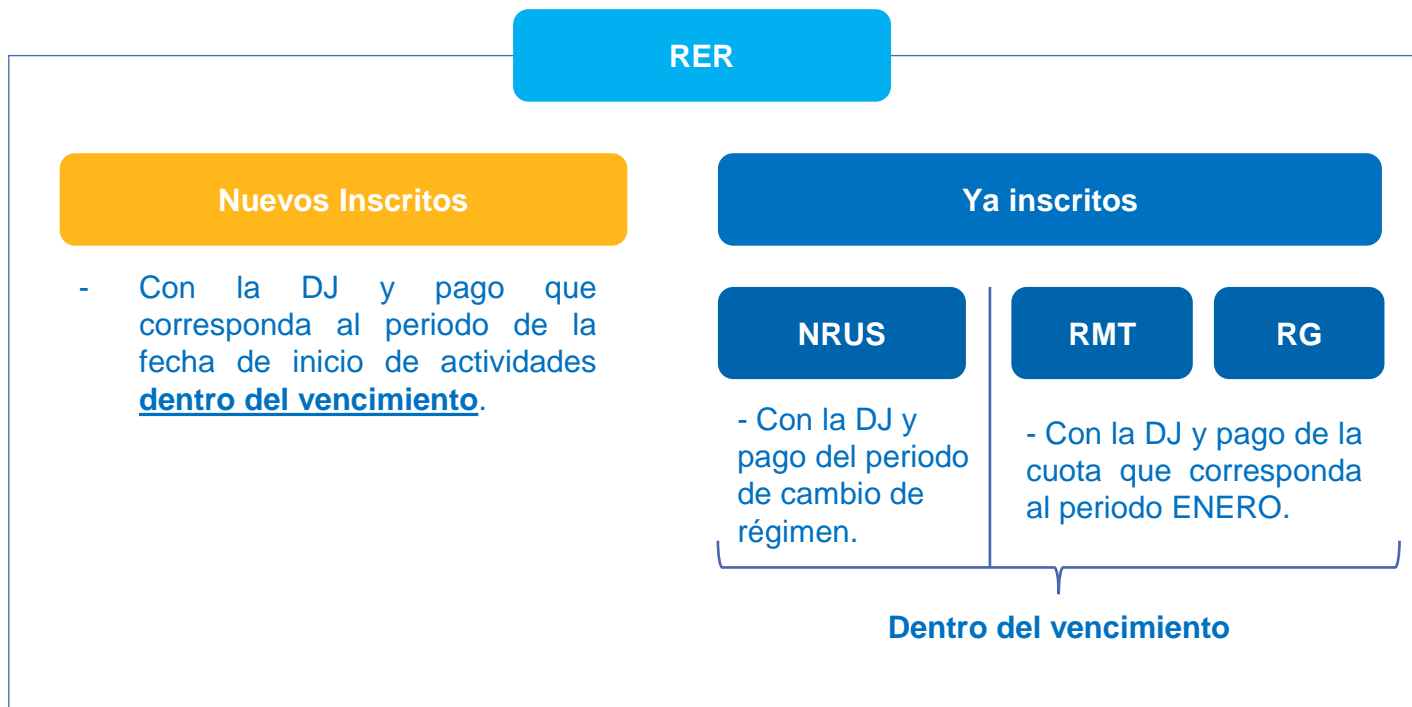 RER
Nuevos Inscritos
- Con la DJ y pago que
corresponda al periodo de la
fecha de inicio de actividades
dentro del vencimiento.
Ya inscritos
NRUS
- Con la DJ y
pago del periodo
de cambio de
régimen.
RMT
RG
- Con la DJ y pago de la
cuota que corresponda
al periodo ENERO.
Dentro del vencimiento